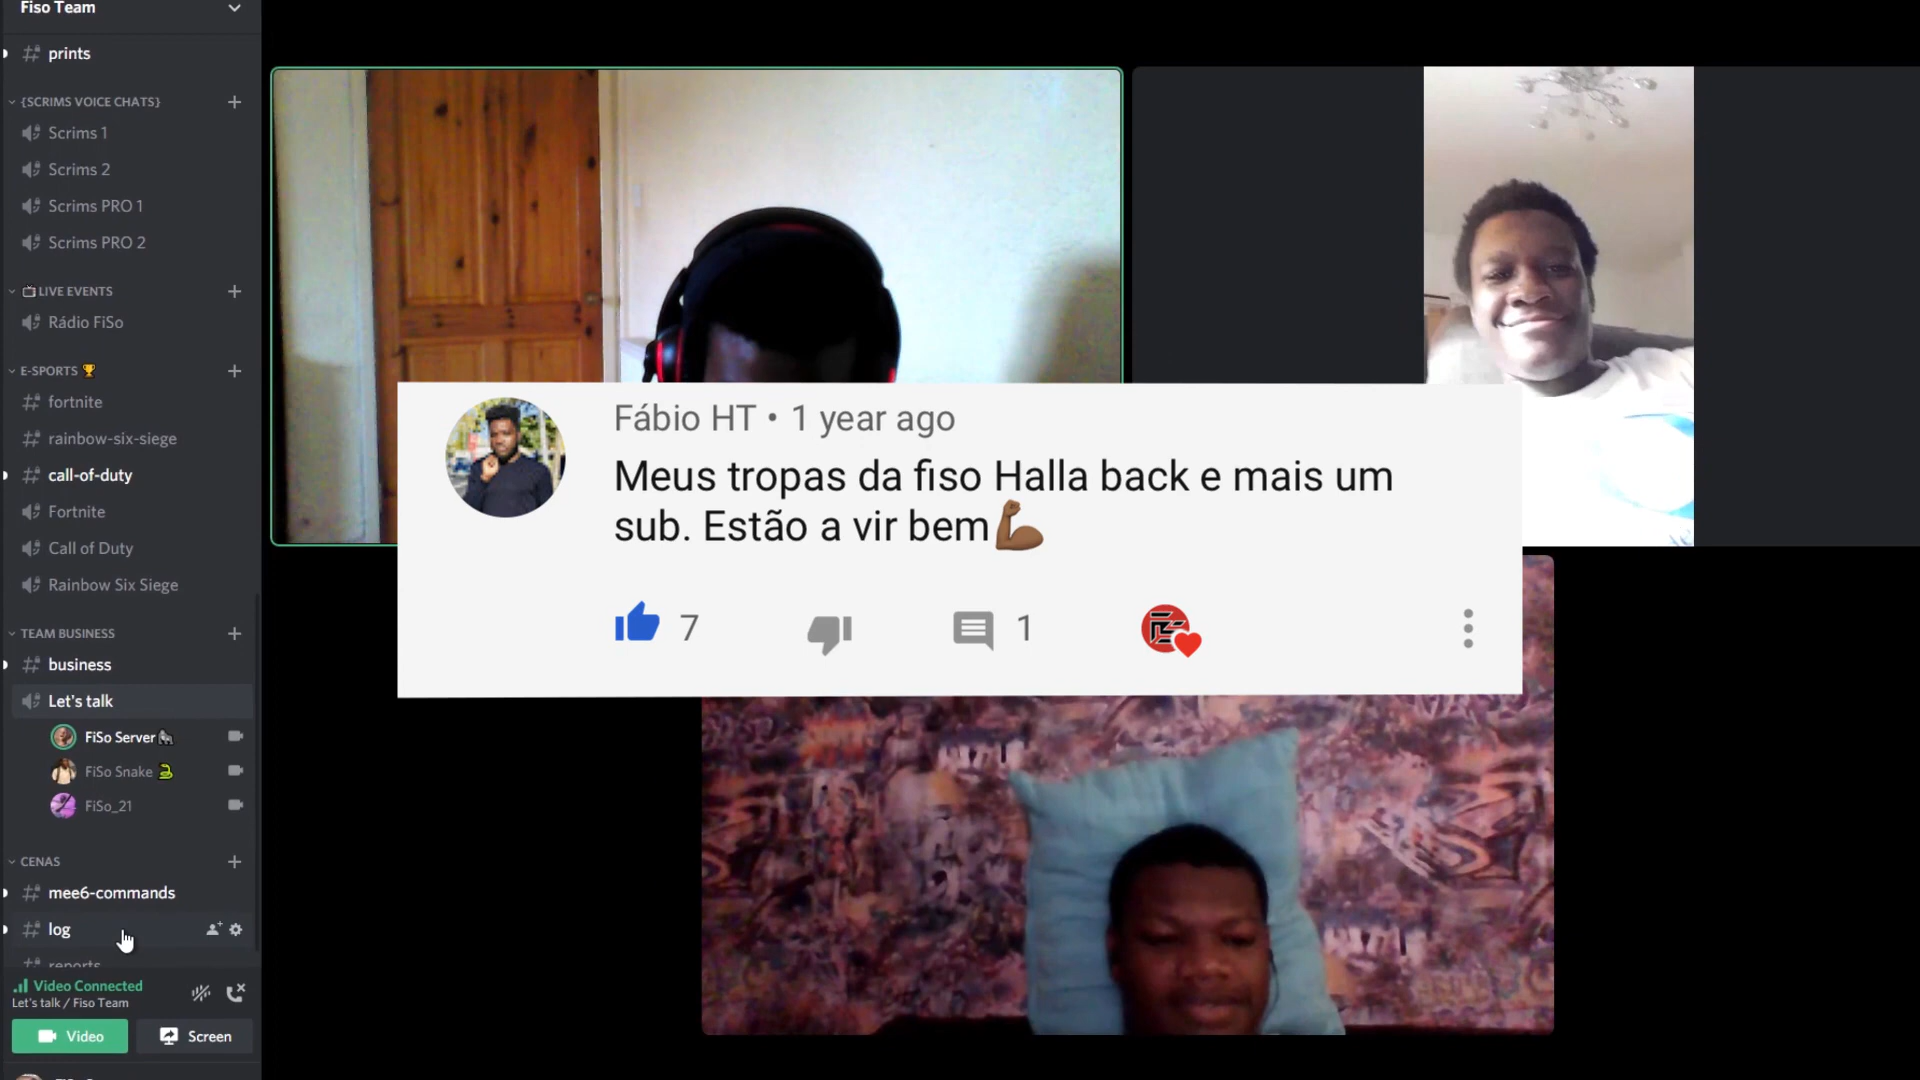 Fiso Team
prints
{SCRIMS VOICE CHATS}
Scrims 1
Scrims 2
Scrims PRO 1
Scrims PRO 2
LIVE EVENTS
Rádio FiSo
E-SPORTS 🏆
fortnite
rainbow-six-siege
call-of-duty
Fortnite
Call of Duty
Rainbow Six Siege
TEAM BUSINESS
business
Let's talk
FiSo Server
FiSo Snake
FiSo_21
CENAS
mee6-commands
log
reports
Video Connected
Let's talk / Fiso Team
Video Screen
Fábio HT • 1 year ago
Meus tropas da fiso Halla back e mais um
sub. Estão a vir bem💪🏾
7 1